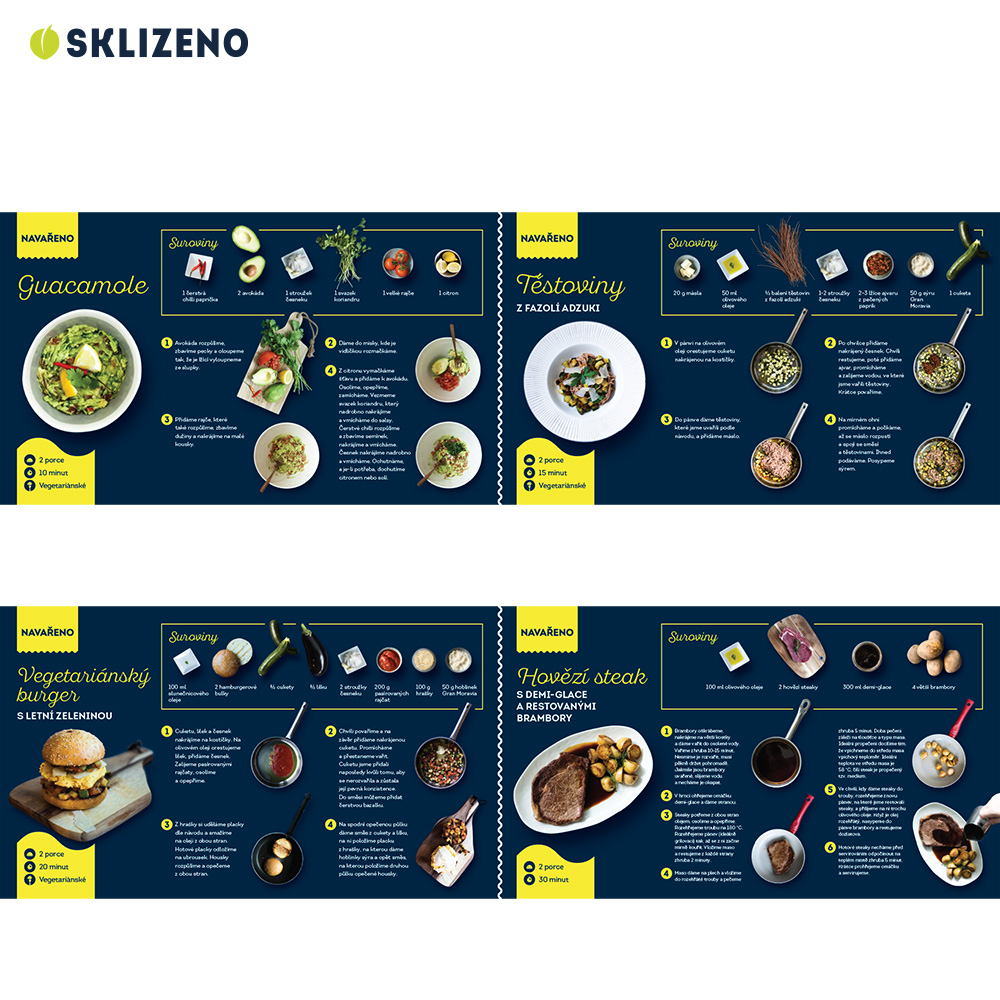 SKLIZENO
NAVAŘENO
Guacamole
Suroviny
1 čerstvá
chilli paprička
2 avokáda
1 stroužek
česneku
1 svazek
koriandru
1 velké rajče
1 citron
1 Avokáda rozpůlíme,
zbavíme pecky a oloupeme
tak, že je lžící vyloupneme
ze slupky.
2 Dáme do misky, kde je
vidličkou rozmačkáme.
3 Přidáme rajče, které
také rozpůlíme, zbavíme
dužiny a nakrájíme na malé
kousky.
4 Z citronu vymačkáme
šťávu a přidáme k avokádu.
Osolíme, opepříme,
zamícháme. Vezmeme
svazek koriandru, který
nadrobno nakrájíme
a vmícháme do salsy.
Čerstvé chilli rozpůlíme
a zbavíme semínek,
nakrájíme a vmícháme.
Česnek nakrájíme nadrobno
a vmícháme. Ochutnáme,
a je-li potřeba, dochutíme
citronem nebo solí.
2 porce
10 minut
Vegetariánské
NAVAŘENO
Těstoviny
Z FAZOLÍ ADZUKI
Suroviny
20 g másla
50 ml
olivového
oleje
½ balení těstovin
z fazolí adzuki
1-2 stroužky
česneku
2-3 lžíce ajvaru
z pečených
paprik
50 g sýru
Gran
Moravia
1 cuketa
1 V pánvi na olivovém
oleji orestujeme cuketu
nakrájenou na kostičky.
2 Po chvilce přidáme
nakrájený česnek. Chvíli
restujeme, poté přidáme
ajvar, promícháme
a zalijeme vodou, ve které
jsme vařili těstoviny.
Krátce povaříme.
3 Do pánve dáme těstoviny,
které jsme uvařili podle
návodu, a přidáme máslo.
4 Na mírném ohni
promícháme a počkáme,
až se máslo rozpustí
a spojí se směsí
a těstovinami. Ihned
podáváme. Posypeme
sýrem.
2 porce
15 minut
Vegetariánské
NAVAŘENO
Vegetariánský
burger
S LETNÍ ZELENINOU
Suroviny
100 ml
slunečnicového
oleje
2 hamburgerové
bulky
½ cukety
½ lilku
2 stroužky
česneku
200 g
pasírovaných
rajčat
100 g
hrašky
50 g hoblinek
Gran Moravia
1 Cuketu, lilek a česnek
nakrájíme na kostičky. Na
olivovém oleji orestujeme
lilek, přidáme česnek.
Zalijeme pasírovanými
rajčaty, osolíme
a opepříme.
2 Chvíli povaříme a na
závěr přidáme nakrájenou
cuketu. Promícháme
a přestaneme vařit.
Cuketu jsme přidali
naposledy kvůli tomu, aby
se nerozvařila a zůstala
její pevná konzistence.
Do směsi můžeme přidat
čerstvou bazalku.
3 Z hrašky si uděláme placky
dle návodu a smažíme
na oleji z obou stran.
Hotové placky odložíme
na ubrousek. Housky
rozpůlíme a opečeme
z obou stran.
4 Na spodní opečenou půlku
dáme směs z cukety a lilku,
na ni položíme placku
z hrašky, na kterou dáme
hoblinky sýra a opět směs,
na kterou položíme druhou
půlku opečené housky.
2 porce
20 minut
Vegetariánské
NAVAŘENO
Hovězí steak
S DEMI-GLACE
A RESTOVANÝMI
BRAMBORY
Suroviny
100 ml olivového oleje
2 hovězí steaky
300 ml demi-glace
4 větší brambory
1 Brambory oškrábeme,
nakrájíme na větší kostky
a dáme vařit do osolené vody.
Vaříme zhruba 10-15 minut.
Nesmíme je rozvařit, musí
pěkně držet pohromadě.
Jakmile jsou brambory
uvařené, slijeme vodu
a necháme je okapat.
2 V hrnci ohřejeme omáčku
demi-glace a dáme stranou.
3 Steaky potřeme z obou stran
olejem, osolíme a opepříme.
Rozehřejeme troubu na 180 °C.
Rozpálíme pánev (ideálně
grilovací) tak, až se z ní začne
mírně kouřit. Vložíme maso
a restujeme z každé strany
zhruba 2 minuty.
4 Maso dáme na plech a vložíme
do rozehřáté trouby a pečeme
zhruba 5 minut. Doba pečení
záleží na tloušťce a typu masa.
Ideální propečení docílíme tím,
že vpíchneme do středu masa
vpichový teploměr. Ideální
teplota ve středu masa je
58 °C, čili steak je propečený
tzv. medium.
5 Ve chvíli, kdy dáme steaky do
trouby, rozehřejeme znovu
pánev, na které jsme restovali
steaky, a přilijeme na ni trochu
olivového oleje. Když je olej
rozehřátý, nasypeme do
pánve brambory a restujeme
dozlatova.
6 Hotové steaky necháme před
servírováním odpočinout na
teplém místě zhruba 5 minut.
Krátce prohřejeme omáčku
a servírujeme.
2 porce
30 minut